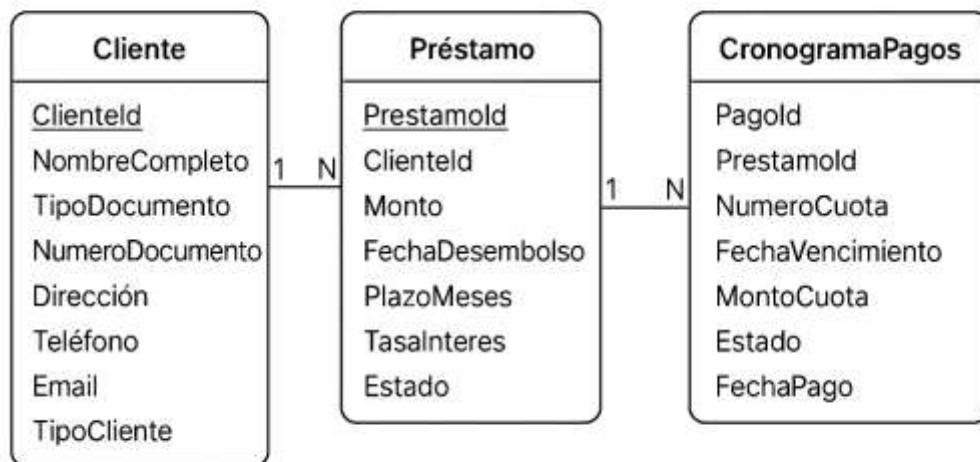 Cliente
ClienteId
NombreCompleto
TipoDocumento
NumeroDocumento
Dirección
Teléfono
Email
TipoCliente
1 N
Préstamo
PrestamoId
ClienteId
Monto
FechaDesembolso
PlazoMeses
TasaInteres
Estado
1 N
CronogramaPagos
PagoId
PrestamoId
NumeroCuota
FechaVencimiento
MontoCuota
Estado
FechaPago